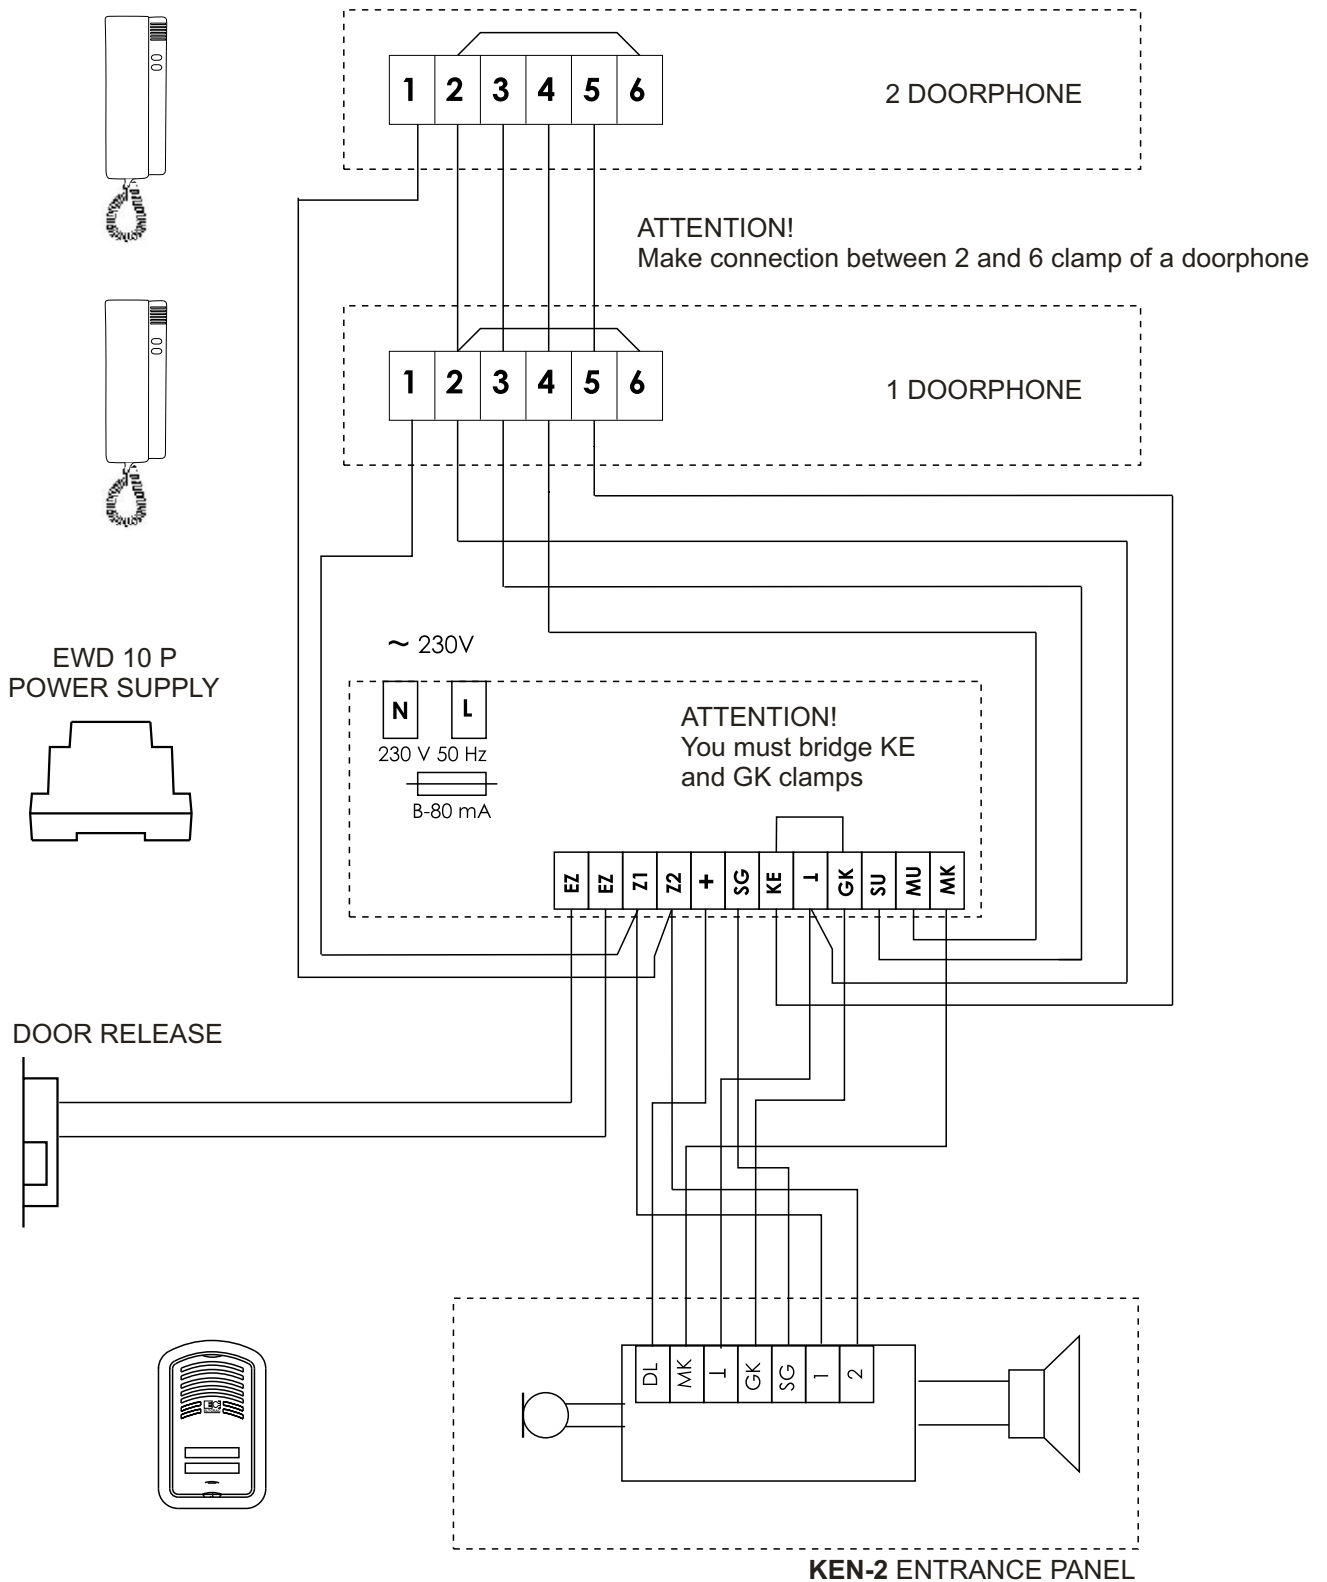 1 2 3 4 5 6
2 DOORPHONE
ATTENTION!
Make connection between 2 and 6 clamp of a doorphone
1 2 3 4 5 6
1 DOORPHONE
~ 230V
EWD 10 P
POWER SUPPLY
N L
230 V 50 Hz
B-80 mA
ATTENTION!
You must bridge KE
and GK clamps
EZ EZ Z1 Z2 + SG KE ⊥ GK SU MU MK
DOOR RELEASE
DL MK ⊥ GK SG 1 2
KEN-2 ENTRANCE PANEL